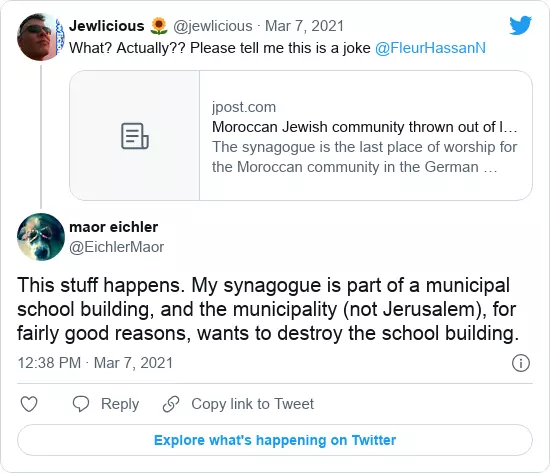 Jewlicious 🌻 @jewlicious · Mar 7, 2021
What? Actually?? Please tell me this is a joke @FleurHassanN
jpost.com
Moroccan Jewish community thrown out of l…
The synagogue is the last place of worship for
the Moroccan community in the German …
maor eichler
@EichlerMaor
This stuff happens. My synagogue is part of a municipal
school building, and the municipality (not Jerusalem), for
fairly good reasons, wants to destroy the school building.
12:38 PM · Mar 7, 2021
Reply
Copy link to Tweet
Explore what's happening on Twitter